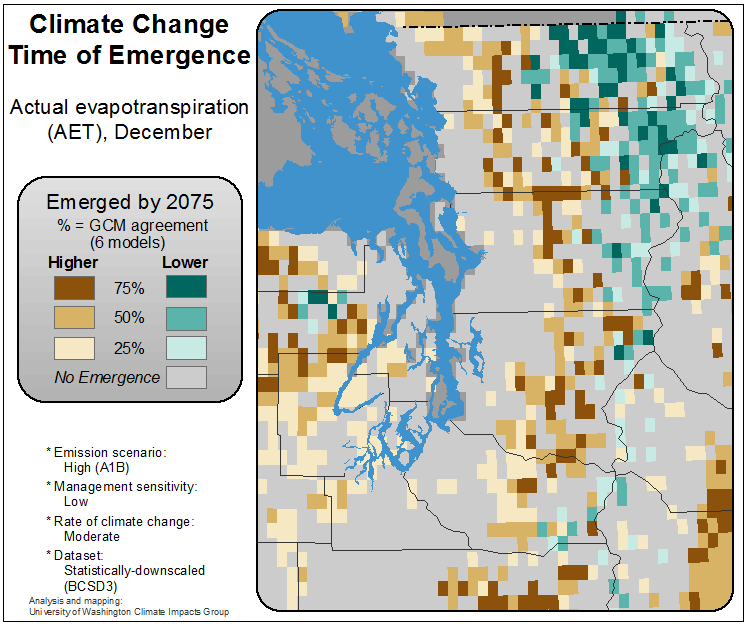 Climate Change
Time of Emergence
Actual evapotranspiration
(AET), December
Emerged by 2075
% = GCM agreement
(6 models)
Higher Lower
75%
50%
25%
No Emergence
* Emission scenario:
High (A1B)
* Management sensitivity:
Low
* Rate of climate change:
Moderate
* Dataset:
Statistically-downscaled
(BCSD3)
Analysis and mapping:
University of Washington Climate Impacts Group